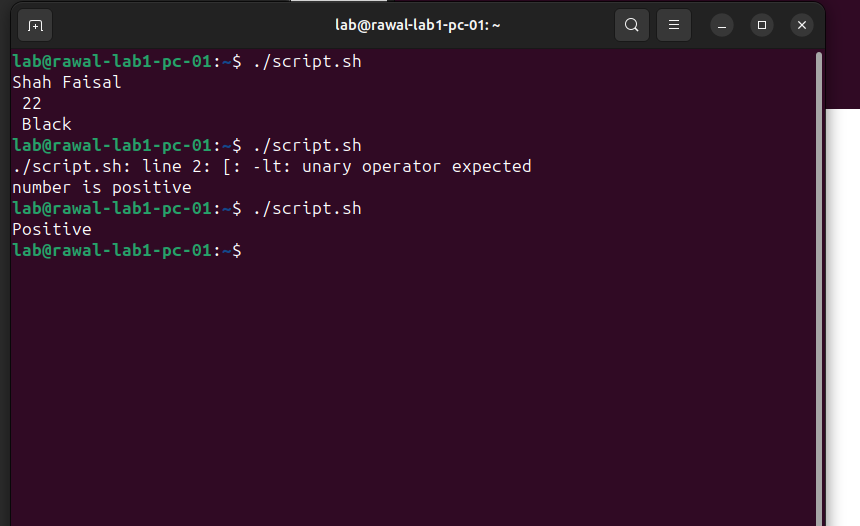 lab@rawal-lab1-pc-01: ~
lab@rawal-lab1-pc-01:~$ ./script.sh
Shah Faisal
 22
 Black
lab@rawal-lab1-pc-01:~$ ./script.sh
./script.sh: line 2: [: -lt: unary operator expected
number is positive
lab@rawal-lab1-pc-01:~$ ./script.sh
Positive
lab@rawal-lab1-pc-01:~$